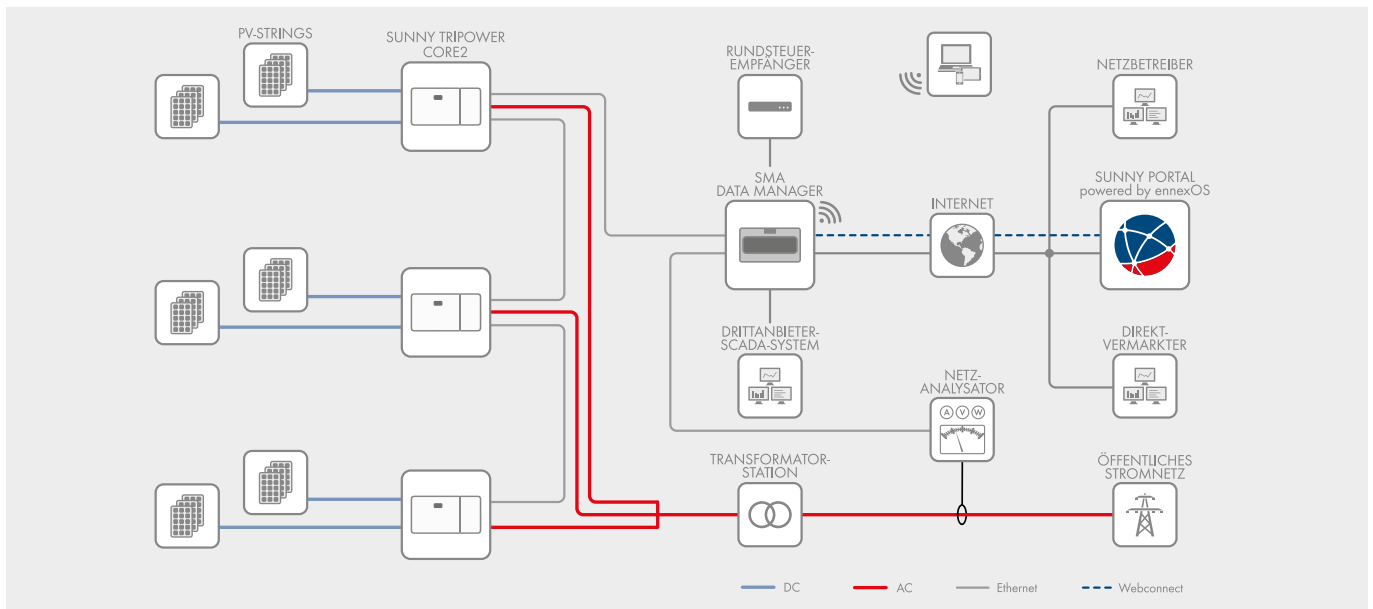 PV-STRINGS
SUNNY TRIPOWER
CORE2
RUNDSTEUER-
EMPFÄNGER
NETZBETREIBER
SMA
DATA MANAGER
INTERNET
SUNNY PORTAL
powered by ennexOS
DRITTANBIETER-
SCADA-SYSTEM
DIREKT-
VERMARKTER
NETZ-
ANALYSATOR
A V W
TRANSFORMATOR-
STATION
ÖFFENTLICHES
STROMNETZ
DC
AC
Ethernet
Webconnect